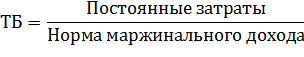 ТБ = Постоянные затраты
Норма маржинального дохода